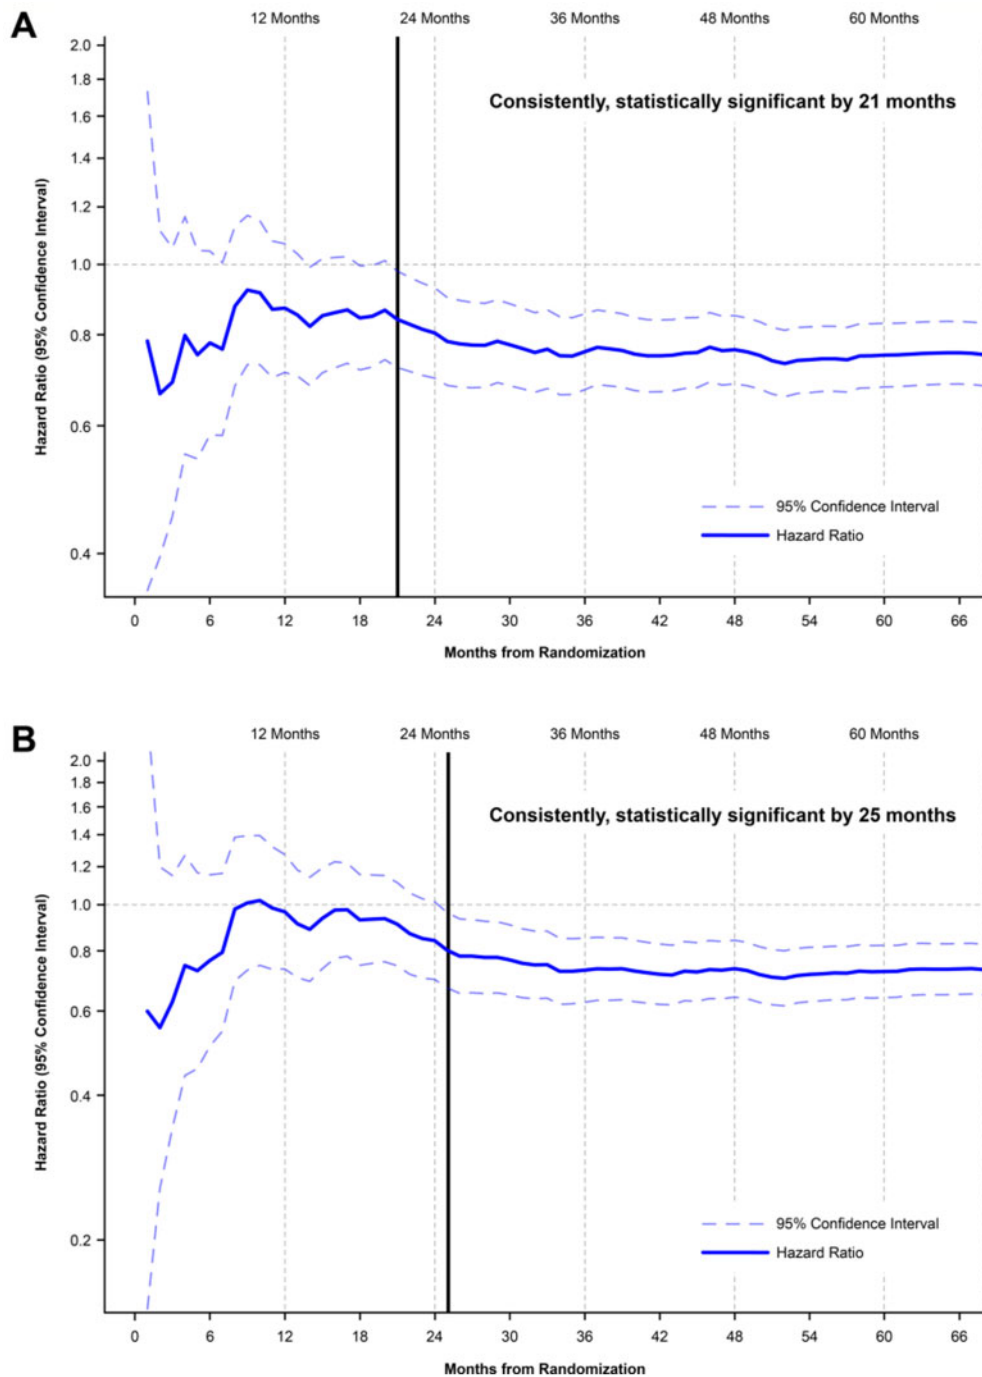 A
12 Months 24 Months 36 Months 48 Months 60 Months
2.0
1.8
1.6
1.4
1.2
1.0
0.8
0.6
0.4
Hazard Ratio (95% Confidence Interval)
Consistently, statistically significant by 21 months
95% Confidence Interval
Hazard Ratio
0 6 12 18 24 30 36 42 48 54 60 66
Months from Randomization
B
12 Months 24 Months 36 Months 48 Months 60 Months
2.0
1.8
1.6
1.4
1.2
1.0
0.8
0.6
0.4
0.2
Hazard Ratio (95% Confidence Interval)
Consistently, statistically significant by 25 months
95% Confidence Interval
Hazard Ratio
0 6 12 18 24 30 36 42 48 54 60 66
Months from Randomization